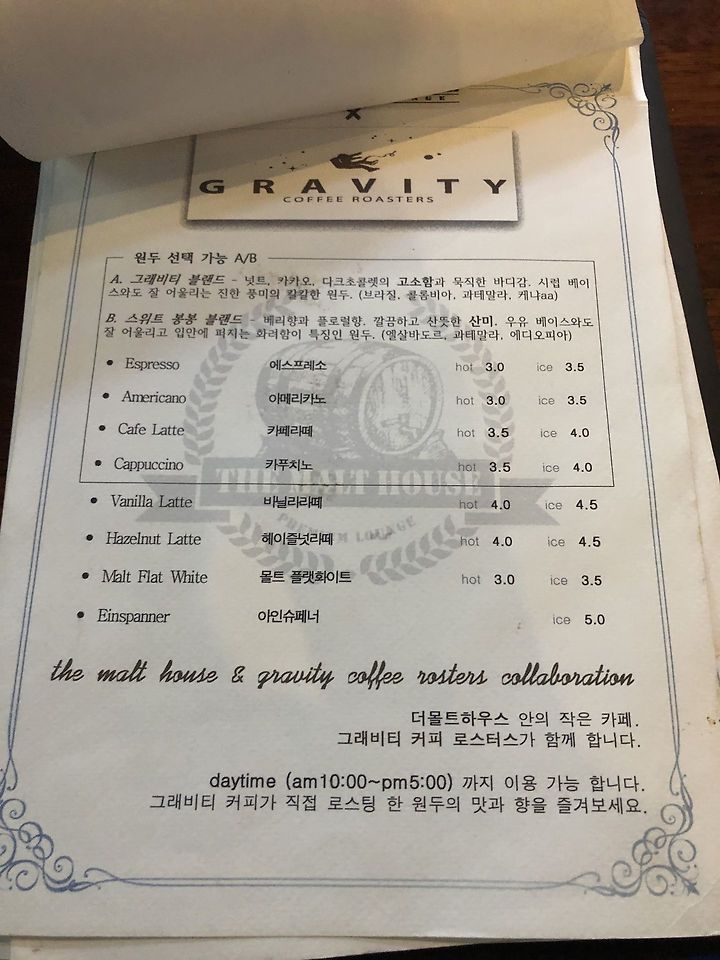 X
GRAVITY
COFFEE ROASTERS
원두 선택 가능 A/B
A. 그래비티 블랜드 - 넛트, 카카오, 다크초콜렛의 고소함과 묵직한 바디감. 시럽 베이
스와도 잘 어울리는 진한 풍미의 칼칼한 원두. (브라질. 콜롬비아, 과테말라, 케냐aa)
B. 스위트 봉봉 블랜드 - 베리향과 플로럴향. 깔끔하고 산뜻한 산미. 우유 베이스와도
잘 어울리고 입안에 퍼지는 화려함이 특징인 원두. (엘살바도르, 과테말라, 에디오피아)
• Espresso 에스프레소 hot 3.0 ice 3.5
• Americano 아메리카노 hot 3.0 ice 3.5
• Cafe Latte 카페라떼 hot 3.5 ice 4.0
• Cappuccino 카푸치노 hot 3.5 ice 4.0
THE MALT HOUSE
• Vanilla Latte 바닐라라떼 hot 4.0 ice 4.5
PREMIUM LOUNGE
• Hazelnut Latte 헤이즐넛라떼 hot 4.0 ice 4.5
• Malt Flat White 몰트 플랫화이트 hot 3.0 ice 3.5
• Einspanner 아인슈페너 ice 5.0
the malt house & gravity coffee rosters collaboration
더몰트하우스 안의 작은 카페.
그래비티 커피 로스터스가 함께 합니다.
daytime (am10:00~pm5:00) 까지 이용 가능 합니다.
그래비티 커피가 직접 로스팅 한 원두의 맛과 향을 즐겨보세요.